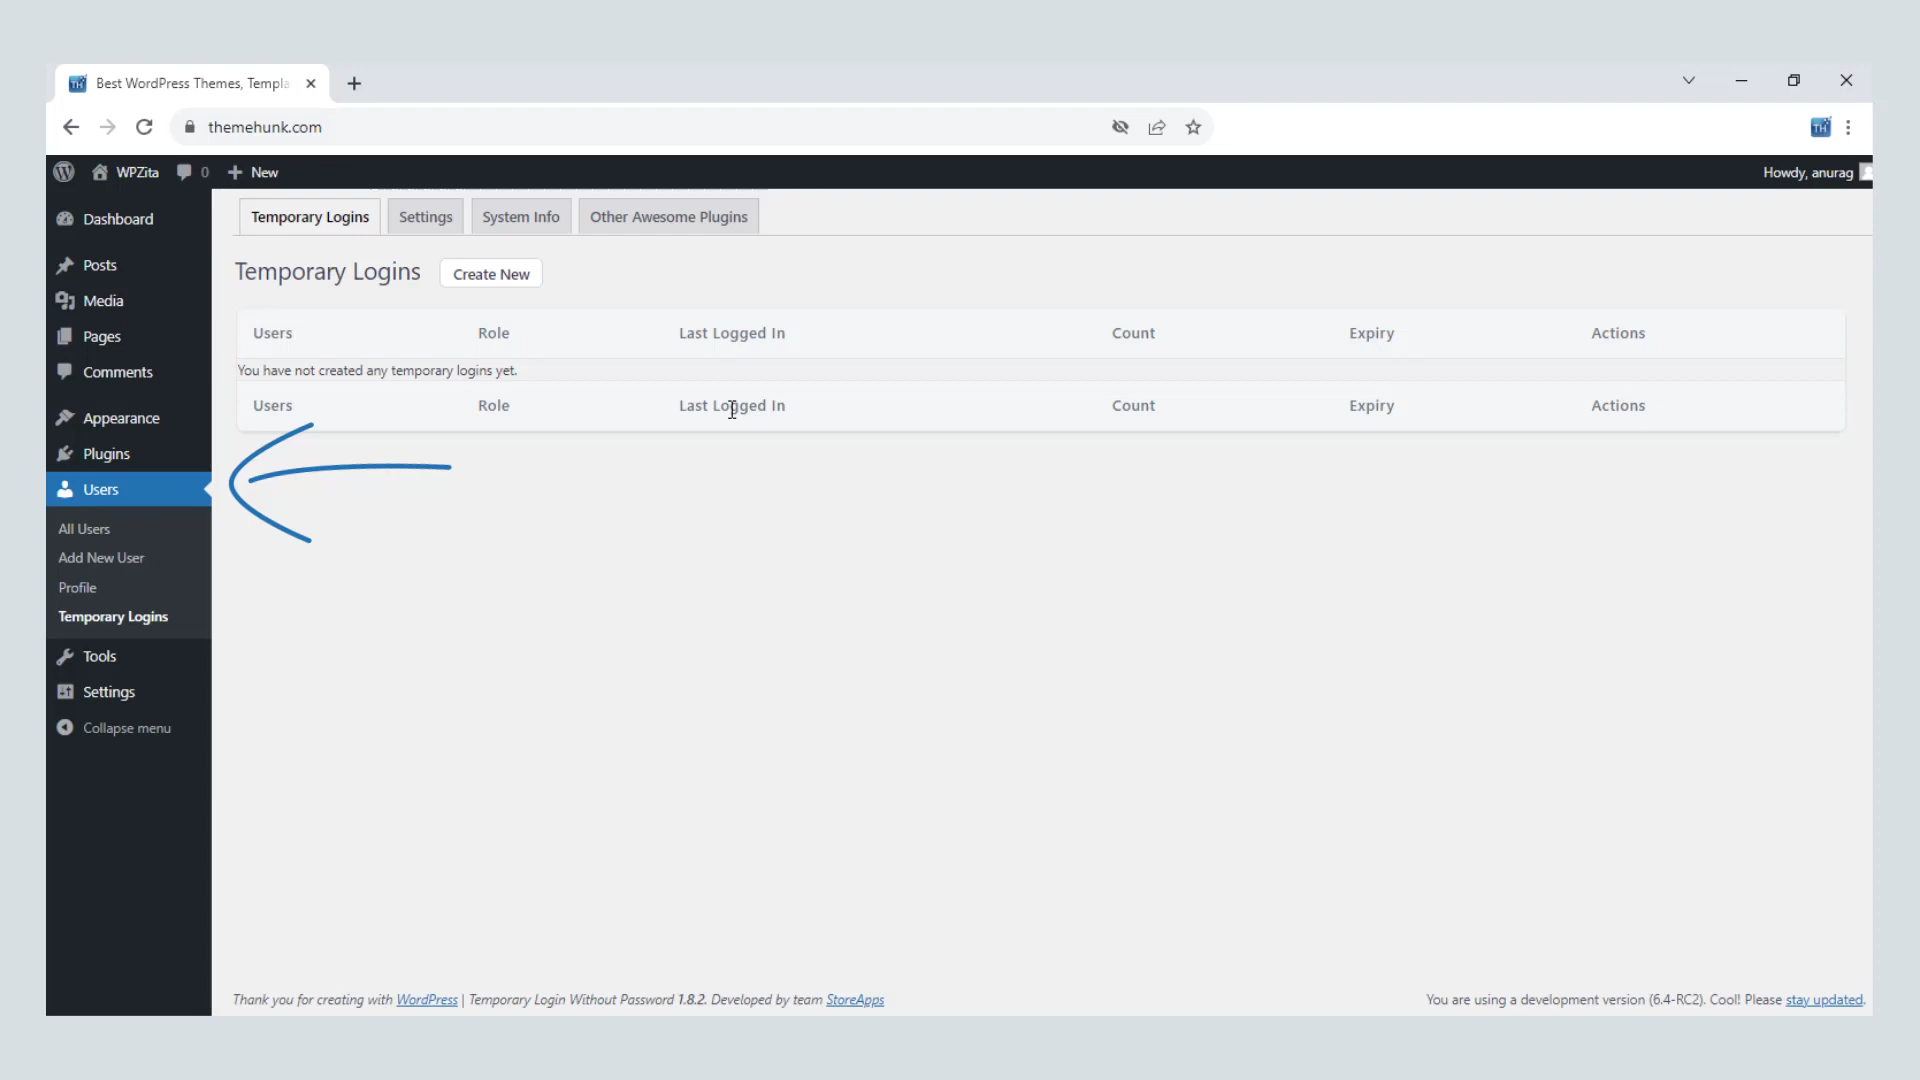 Best WordPress Themes, Templa
themehunk.com
WPZita 0 New Howdy, anurag
Dashboard
Posts
Media
Pages
Comments
Appearance
Plugins
Users
All Users
Add New User
Profile
Temporary Logins
Tools
Settings
Collapse menu
Temporary Logins Settings System Info Other Awesome Plugins
Temporary Logins Create New
Users Role Last Logged In Count Expiry Actions
You have not created any temporary logins yet.
Users Role Last Logged In Count Expiry Actions
Thank you for creating with WordPress | Temporary Login Without Password 1.8.2. Developed by team StoreApps
You are using a development version (6.4-RC2). Cool! Please stay updated.